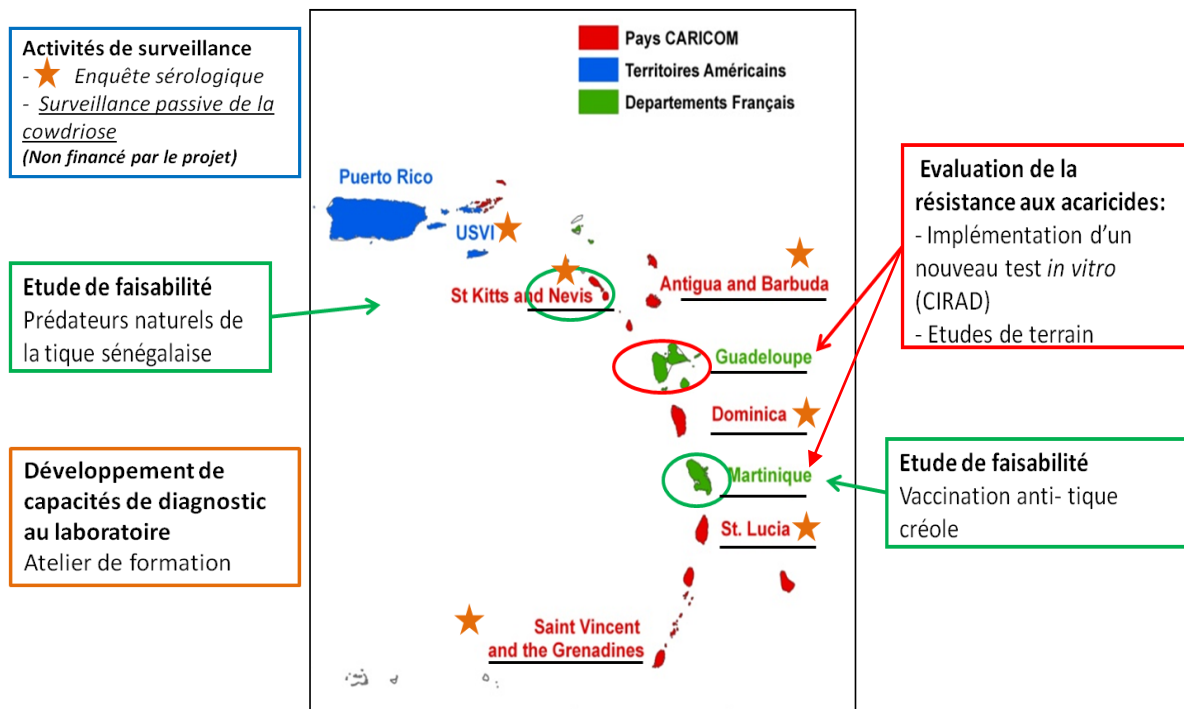 Activités de surveillance
- Enquête sérologique
- Surveillance passive de la
cowdriose
(Non financé par le projet)
Pays CARICOM
Territoires Américains
Departements Français
Puerto Rico
USVI
St Kitts and Nevis
Antigua and Barbuda
Guadeloupe
Dominica
Martinique
St. Lucia
Saint Vincent
and the Grenadines
Etude de faisabilité
Prédateurs naturels de
la tique sénégalaise
Développement de
capacités de diagnostic
au laboratoire
Atelier de formation
Evaluation de la
résistance aux acaricides:
- Implémentation d’un
nouveau test in vitro
(CIRAD)
- Etudes de terrain
Etude de faisabilité
Vaccination anti- tique
créole